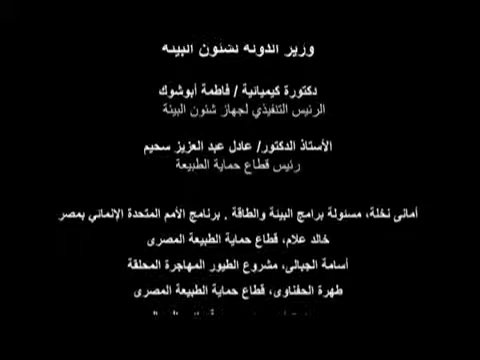 وزير الدولة لشئون البيئة
دكتورة كيميائية / فاطمة أبوشوك
الرئيس التنفيذي لجهاز شئون البيئة
الأستاذ الدكتور/ عادل عبد العزيز سحيم
رئيس قطاع حماية الطبيعة
أمانى نخلة، مسئولة برامج البيئة والطاقة . برنامج الأمم المتحدة الإلمائي بمصر
خالد علام، قطاع حماية الطبيعة المصرى
أسامة الجبالى، مشروع الطيور المهاجرة المحلقة
طهرة الحفناوى، قطاع حماية الطبيعة المصرى